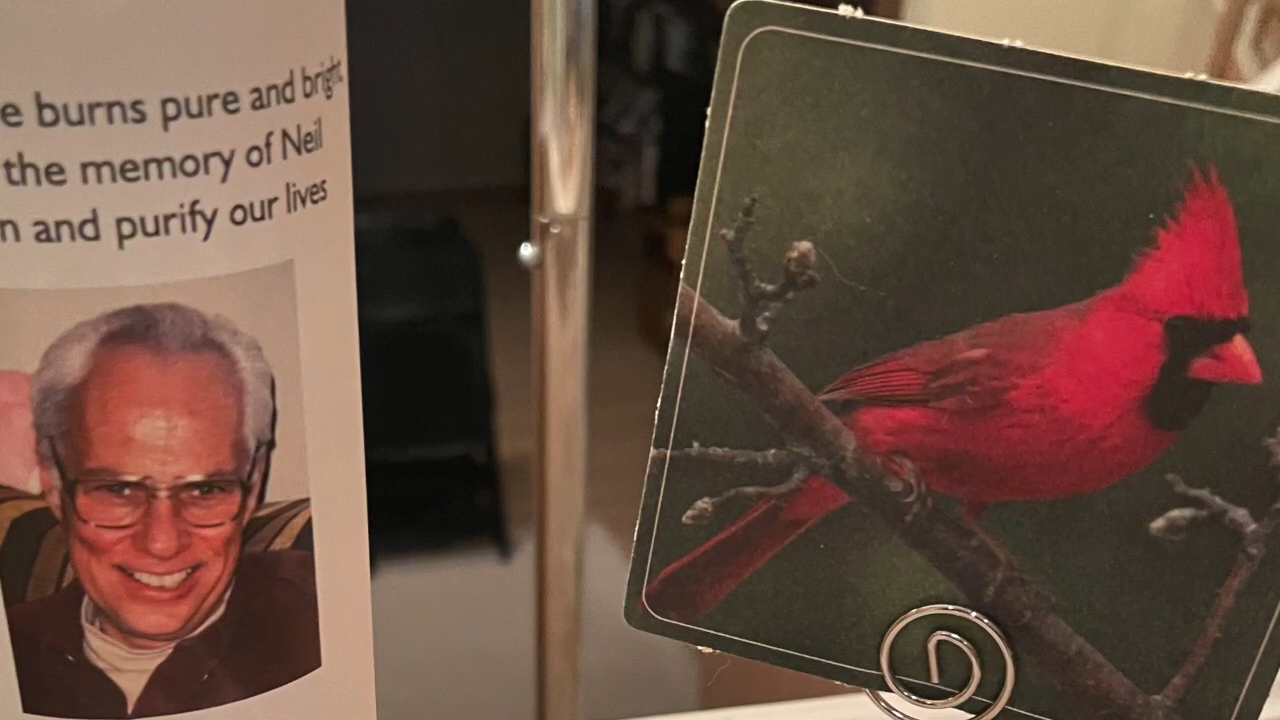 e burns pure and bright,
the memory of Neil
n and purify our lives